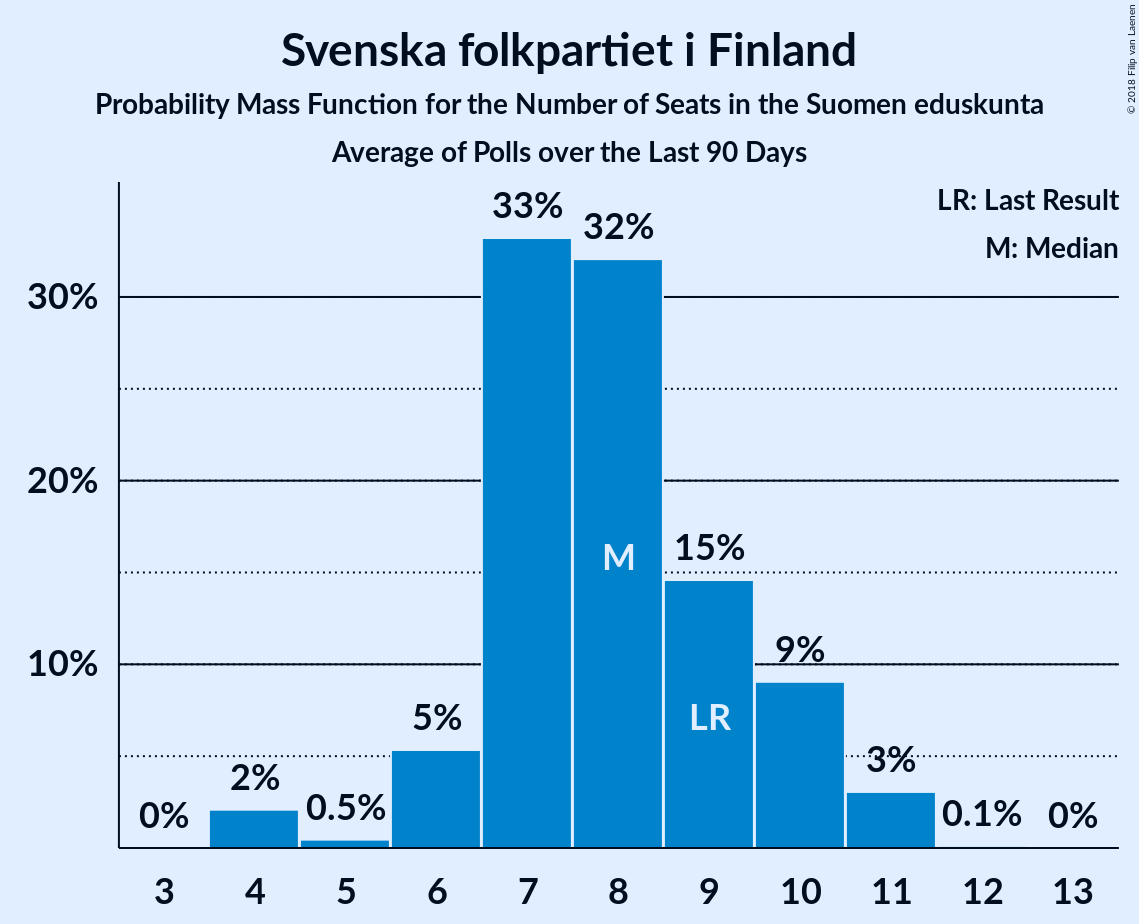 Svenska folkpartiet i Finland
Probability Mass Function for the Number of Seats in the Suomen eduskunta
Average of Polls over the Last 90 Days
© 2018 Filip van Laenen
LR: Last Result
M: Median
33%
32%
30%
20%
15%
M
10%
9%
LR
5%
3%
2%
0.5%
0%
0.1%
0%
3 4 5 6 7 8 9 10 11 12 13